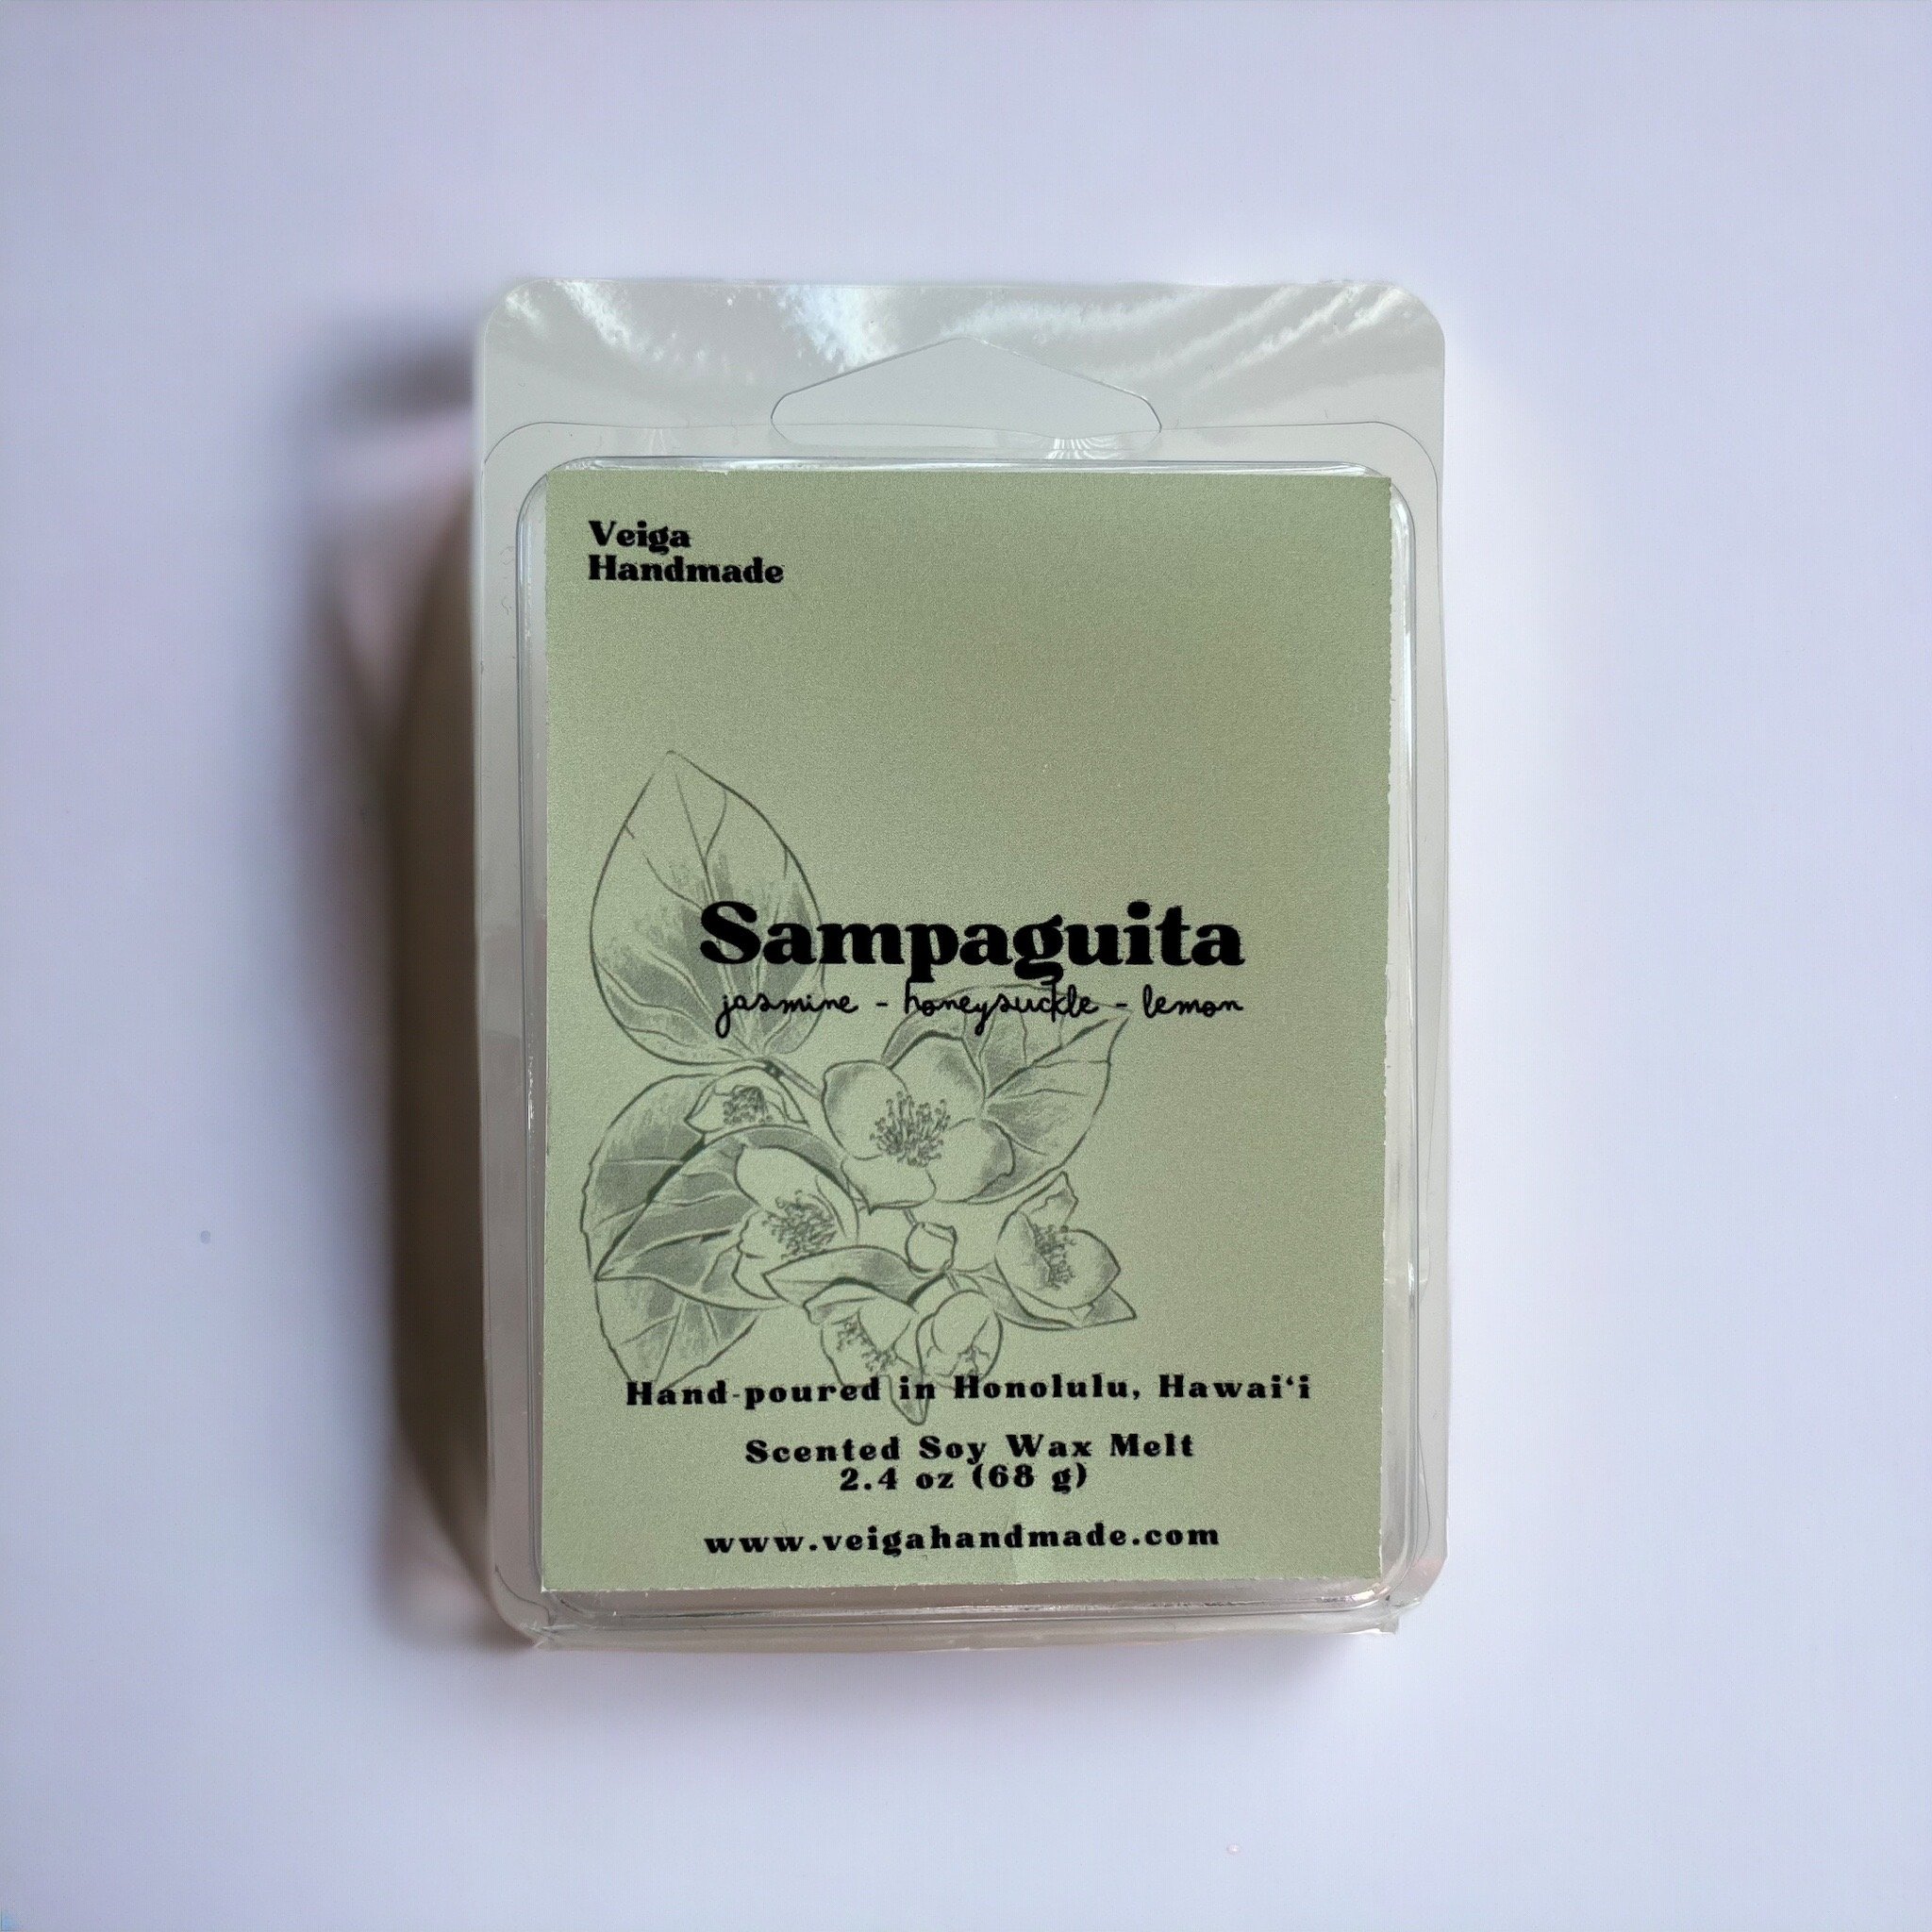 Veiga
Handmade
Sampaguita
jasmine - honeysuckle - lemon
Hand-poured in Honolulu, Hawai‘i
Scented Soy Wax Melt
2.4 oz (68 g)
www.veigahandmade.com